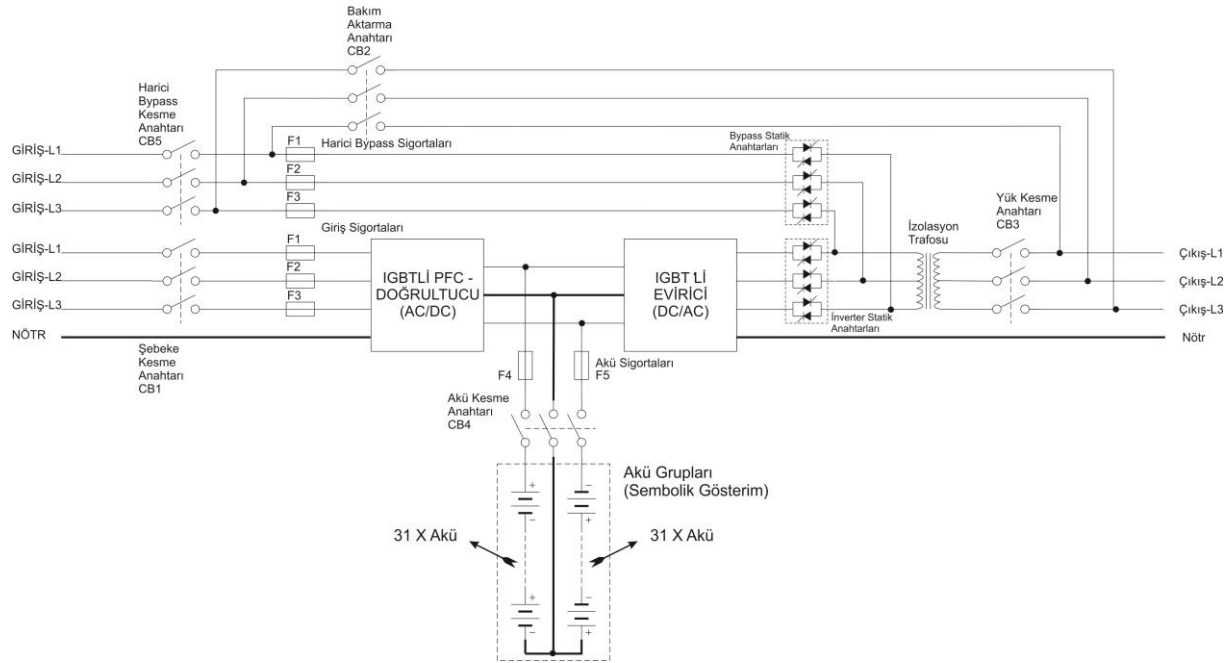 Bakım
Aktarma
Anahtarı
CB2
Harici
Bypass
Kesme
Anahtarı
CB5
GİRİŞ-L1
GİRİŞ-L2
GİRİŞ-L3
F1
Harici Bypass Sigortaları
F2
F3
Bypass Statik
Anahtarları
Giriş Sigortaları
GİRİŞ-L1
GİRİŞ-L2
GİRİŞ-L3
NÖTR
F1
F2
F3
IGBTLİ PFC -
DOĞRULTUCU
(AC/DC)
IGBT'Lİ
EVİRİCİ
(DC/AC)
İnverter Statik
Anahtarları
İzolasyon
Trafosu
Yük Kesme
Anahtarı
CB3
Çıkış-L1
Çıkış-L2
Çıkış-L3
Nötr
Şebeke
Kesme
Anahtarı
CB1
F4
Akü Sigortaları
F5
Akü Kesme
Anahtarı
CB4
Akü Grupları
(Sembolik Gösterim)
+
−
−
+
31 X Akü
31 X Akü
+
−
−
+